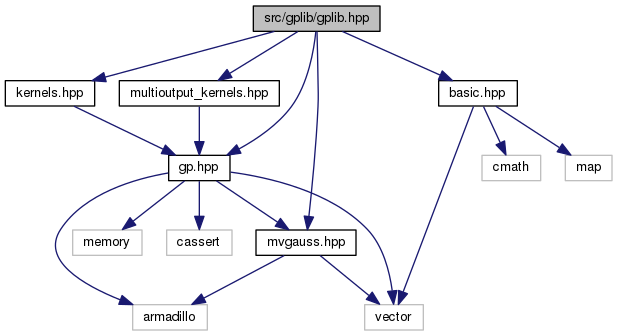 src/gplib/gplib.hpp
kernels.hpp
multioutput_kernels.hpp
basic.hpp
gp.hpp
cmath
map
memory
cassert
mvgauss.hpp
armadillo
vector